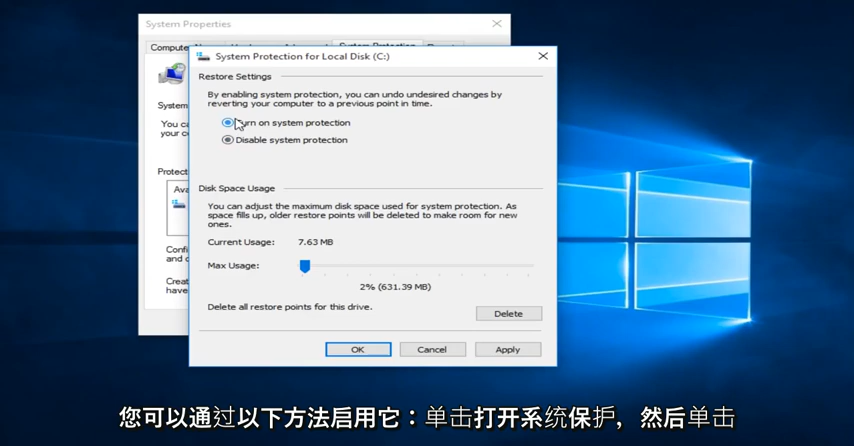 System Properties
System Protection for Local Disk (C:)
Restore Settings
By enabling system protection, you can undo undesired changes by
reverting your computer to a previous point in time.
Turn on system protection
Disable system protection
Disk Space Usage
You can adjust the maximum disk space used for system protection. As
space fills up, older restore points will be deleted to make room for new
ones.
Current Usage: 7.63 MB
Max Usage:
2% (631.39 MB)
Delete all restore points for this drive.
Delete
OK Cancel Apply
您可以通过以下方法启用它：单击打开系统保护，然后单击